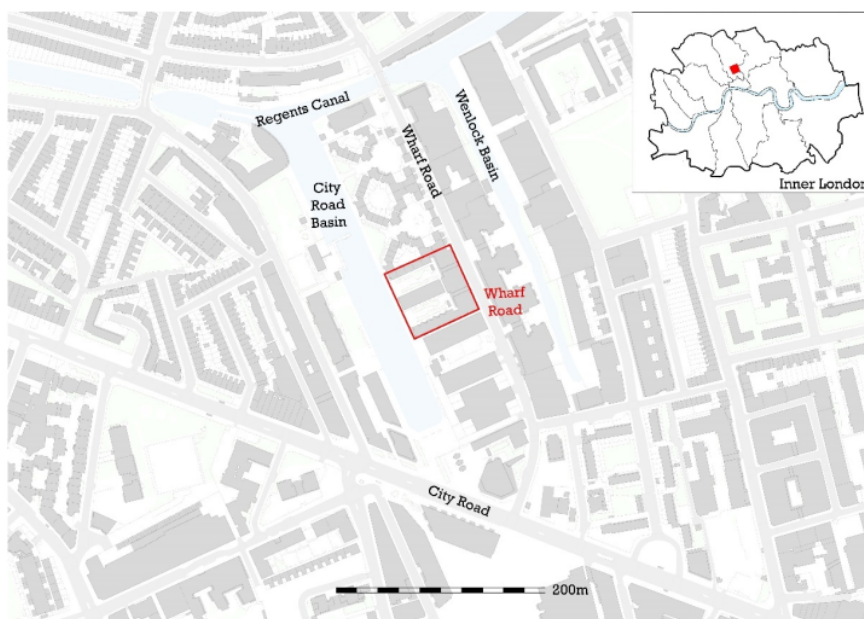 Regents Canal
Wharf Road
Wenlock Basin
Inner London
City
Road
Basin
Wharf
Road
City Road
200m